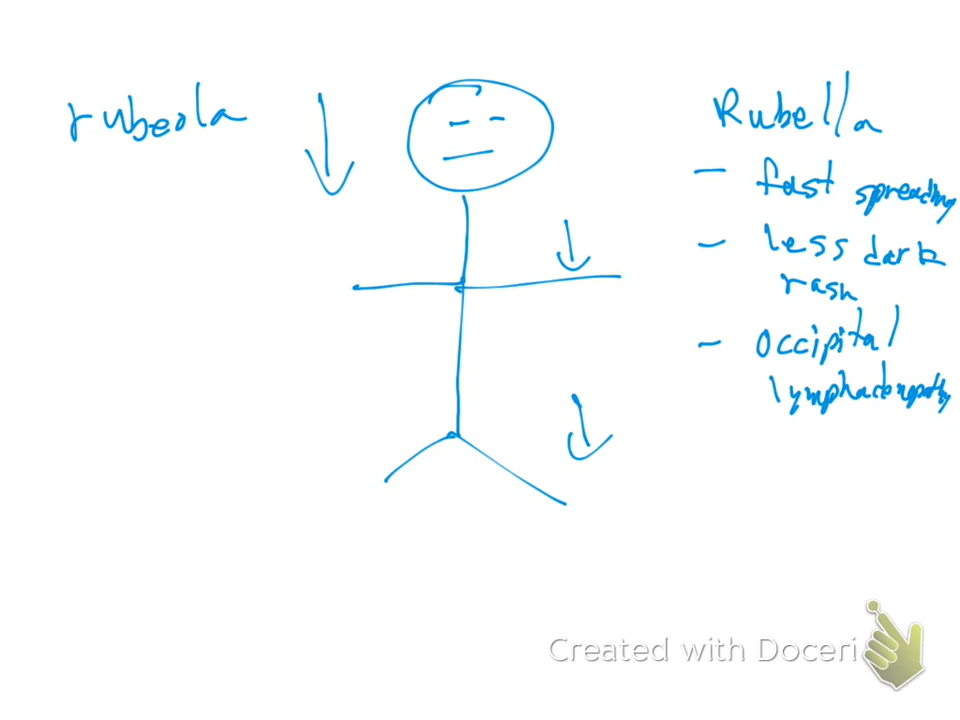 rubeola
Rubella
- fast spreading
- less dark
rash
- occipital
lymphadenopathy
Created with Doceri